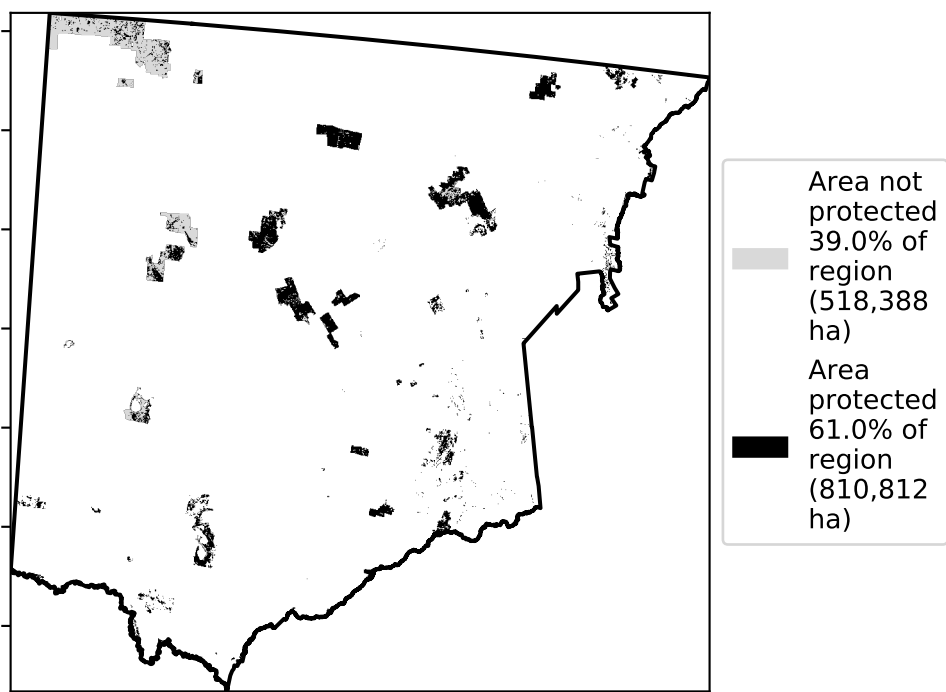 Area not
protected
39.0% of
region
(518,388
ha)
Area
protected
61.0% of
region
(810,812
ha)